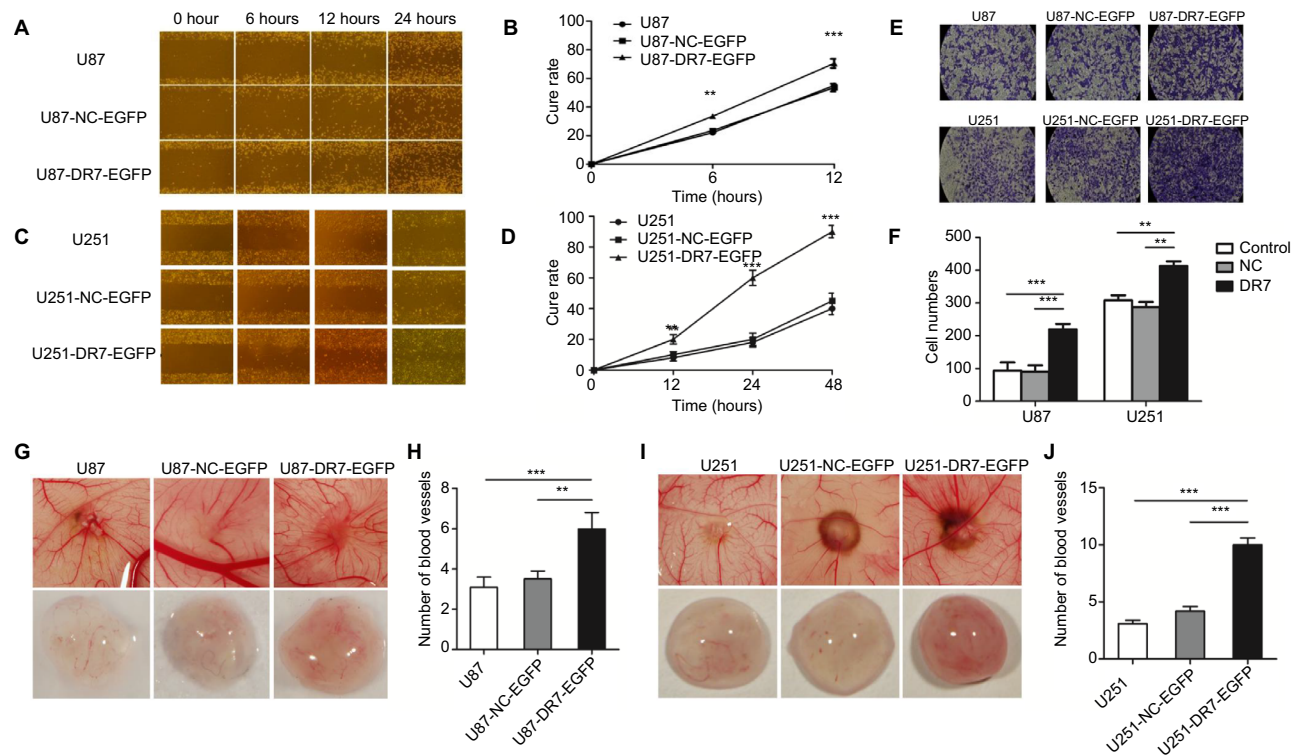 A
0 hour 6 hours 12 hours 24 hours
U87
U87-NC-EGFP
U87-DR7-EGFP
B
U87
U87-NC-EGFP
U87-DR7-EGFP
Cure rate
100
80
60
40
20
0
**
***
0 6 12
Time (hours)
C
U251
U251-NC-EGFP
U251-DR7-EGFP
D
U251
U251-NC-EGFP
U251-DR7-EGFP
Cure rate
100
80
60
40
20
0
**
***
***
0 12 24 48
Time (hours)
E
U87 U87-NC-EGFP U87-DR7-EGFP
U251 U251-NC-EGFP U251-DR7-EGFP
F
Cell numbers
500
400
300
200
100
0
***
***
**
**
U87 U251
Control
NC
DR7
G
U87 U87-NC-EGFP U87-DR7-EGFP
H
Number of blood vessels
8
6
4
2
0
***
**
U87
U87-NC-EGFP
U87-DR7-EGFP
I
U251 U251-NC-EGFP U251-DR7-EGFP
J
Number of blood vessels
15
10
5
0
***
***
U251
U251-NC-EGFP
U251-DR7-EGFP